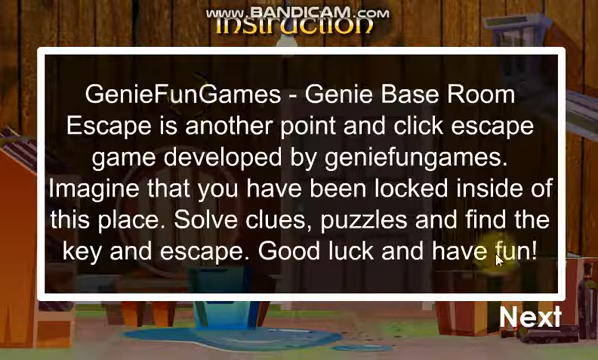 www.BANDICAM.com
instruction
GenieFunGames - Genie Base Room
Escape is another point and click escape
game developed by geniefungames.
Imagine that you have been locked inside of
this place. Solve clues, puzzles and find the
key and escape. Good luck and have fun!
Next